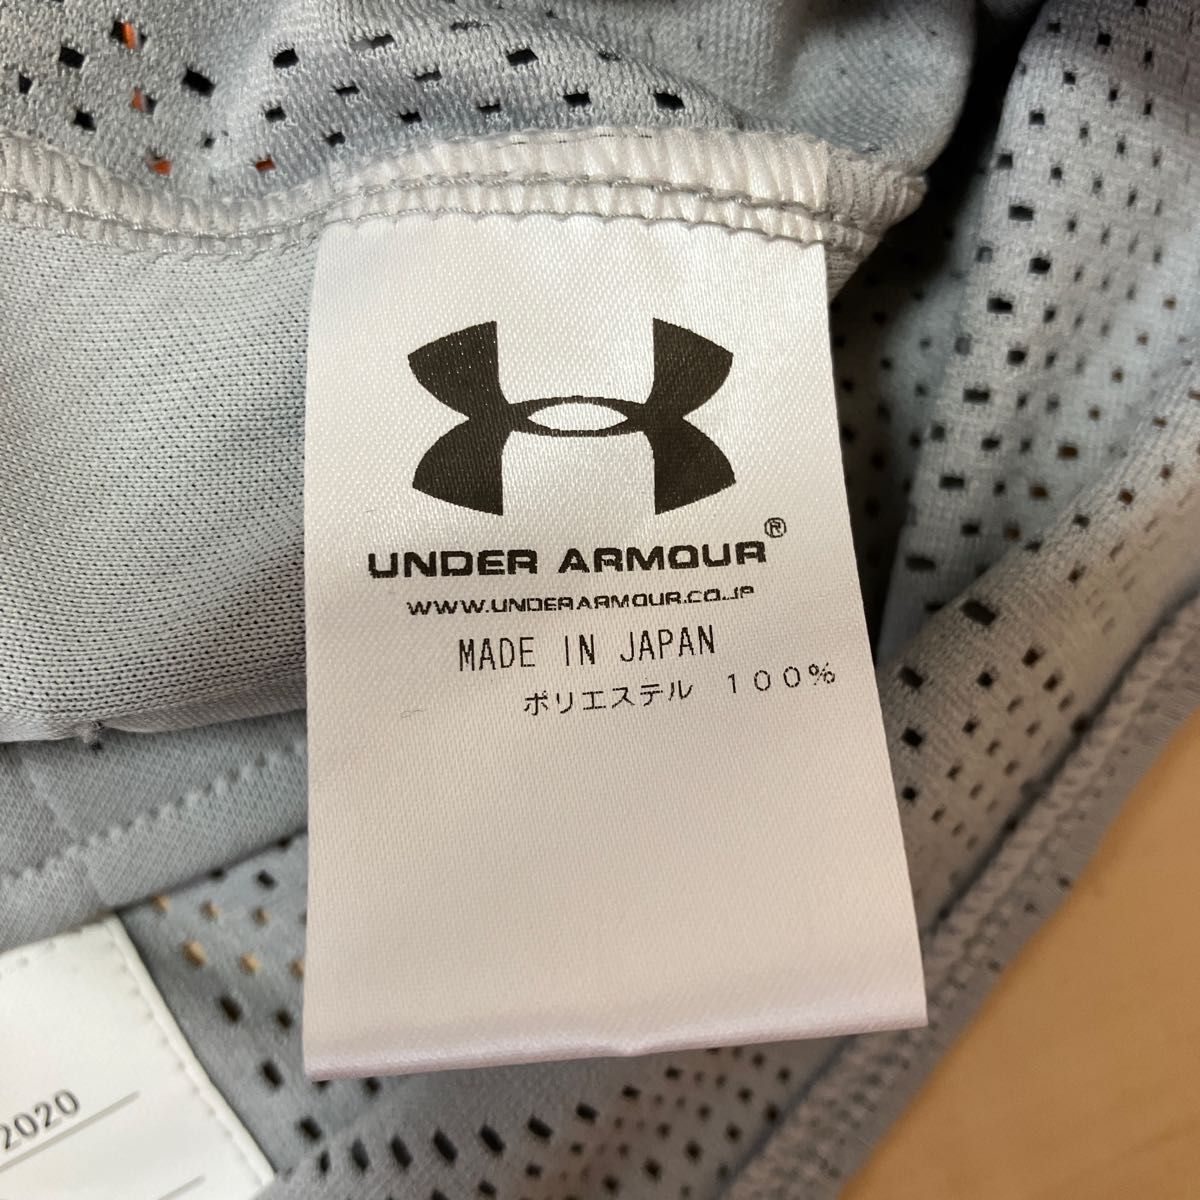 UNDER ARMOUR®
WWW.UNDERARMOUR.CO.JP
MADE IN JAPAN
ポリエステル １００％
2020